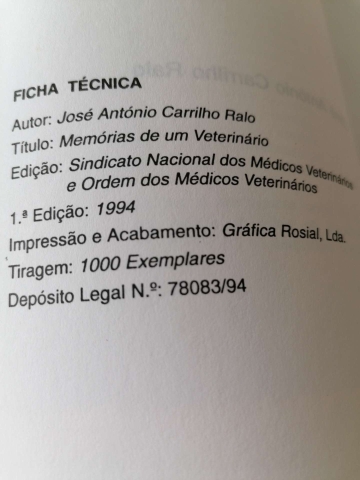 FICHA TÉCNICA
Autor: José António Carrilho Ralo
Título: Memórias de um Veterinário
Edição: Sindicato Nacional dos Médicos Veterinários
e Ordem dos Médicos Veterinários
1.ª Edição: 1994
Impressão e Acabamento: Gráfica Rosial, Lda.
Tiragem: 1000 Exemplares
Depósito Legal N.º: 78083/94